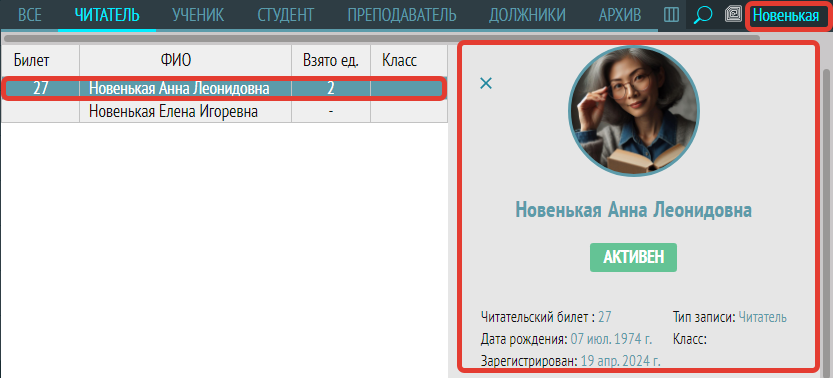 ВСЕ ЧИТАТЕЛЬ УЧЕНИК СТУДЕНТ ПРЕПОДАВАТЕЛЬ ДОЛЖНИКИ АРХИВ Новенькая
Билет ФИО Взято ед. Класс
27 Новенькая Анна Леонидовна 2
Новенькая Елена Игоревна -
Новенькая Анна Леонидовна
АКТИВЕН
Читательский билет : 27 Тип записи: Читатель
Дата рождения: 07 июл. 1974 г. Класс:
Зарегистрирован: 19 апр. 2024 г.